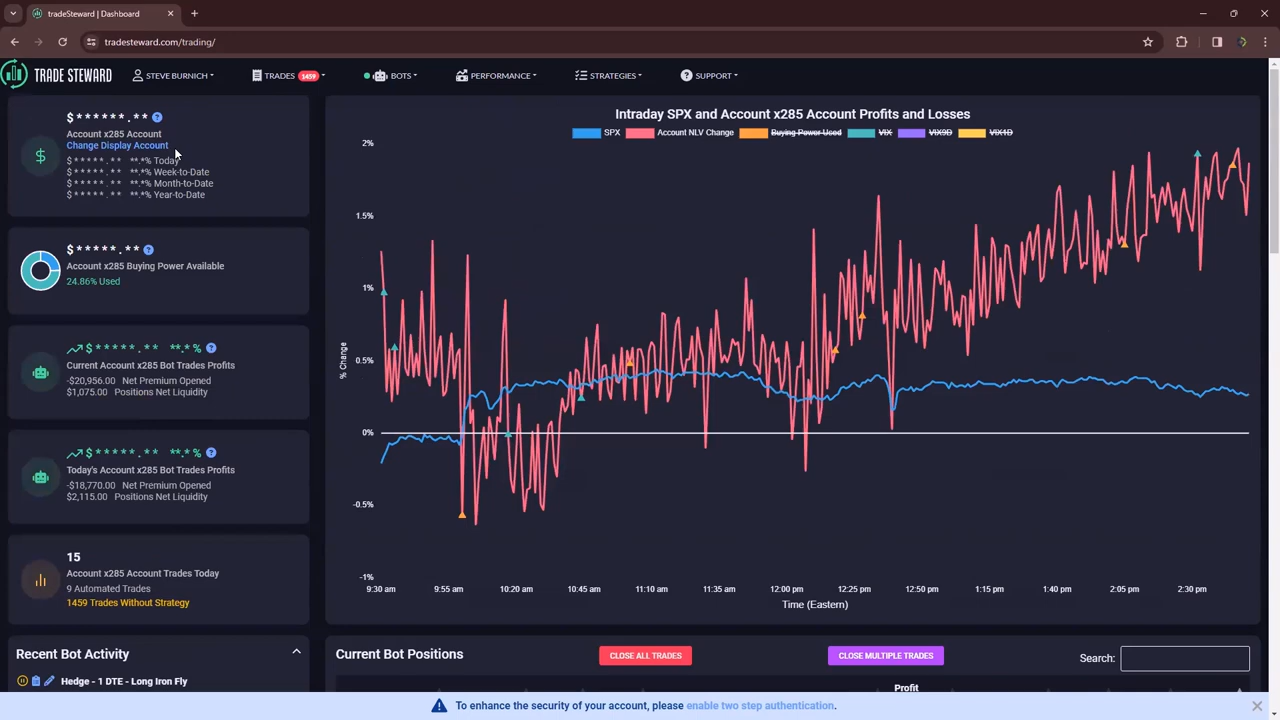 tradeSteward | Dashboard
tradesteward.com/trading/
TRADE STEWARD
STEVE BURNICH
TRADES 1459
BOTS
PERFORMANCE
STRATEGIES
SUPPORT
$*****.** ?
Account x285 Account
Change Display Account
$*****.** **.*% Today
$*****.** **.*% Week-to-Date
$*****.** **.*% Month-to-Date
$*****.** **.*% Year-to-Date
$*****.** ?
Account x285 Buying Power Available
24.86% Used
$*****.** **.*% ?
Current Account x285 Bot Trades Profits
-$20,956.00 Net Premium Opened
$2,675.00 Positions Net Liquidity
$*****.** **.*% ?
Today's Account x285 Bot Trades Profits
-$18,770.00 Net Premium Opened
$2,115.00 Positions Net Liquidity
15
Account x285 Account Trades Today
9 Automated Trades
1459 Trades Without Strategy
Recent Bot Activity
Hedge - 1 DTE - Long Iron Fly
Intraday SPX and Account x285 Account Profits and Losses
SPX Account NLV Change Buying Power Used VIX VIX9D VIX1D
2%
1.5%
1%
0.5%
0%
-0.5%
-1%
% Change
9:30 am 9:55 am 10:20 am 10:45 am 11:10 am 11:35 am 12:00 pm 12:25 pm 12:50 pm 1:15 pm 1:40 pm 2:05 pm 2:30 pm
Time (Eastern)
Current Bot Positions
CLOSE ALL TRADES
CLOSE MULTIPLE TRADES
Search:
Profit
To enhance the security of your account, please enable two step authentication.